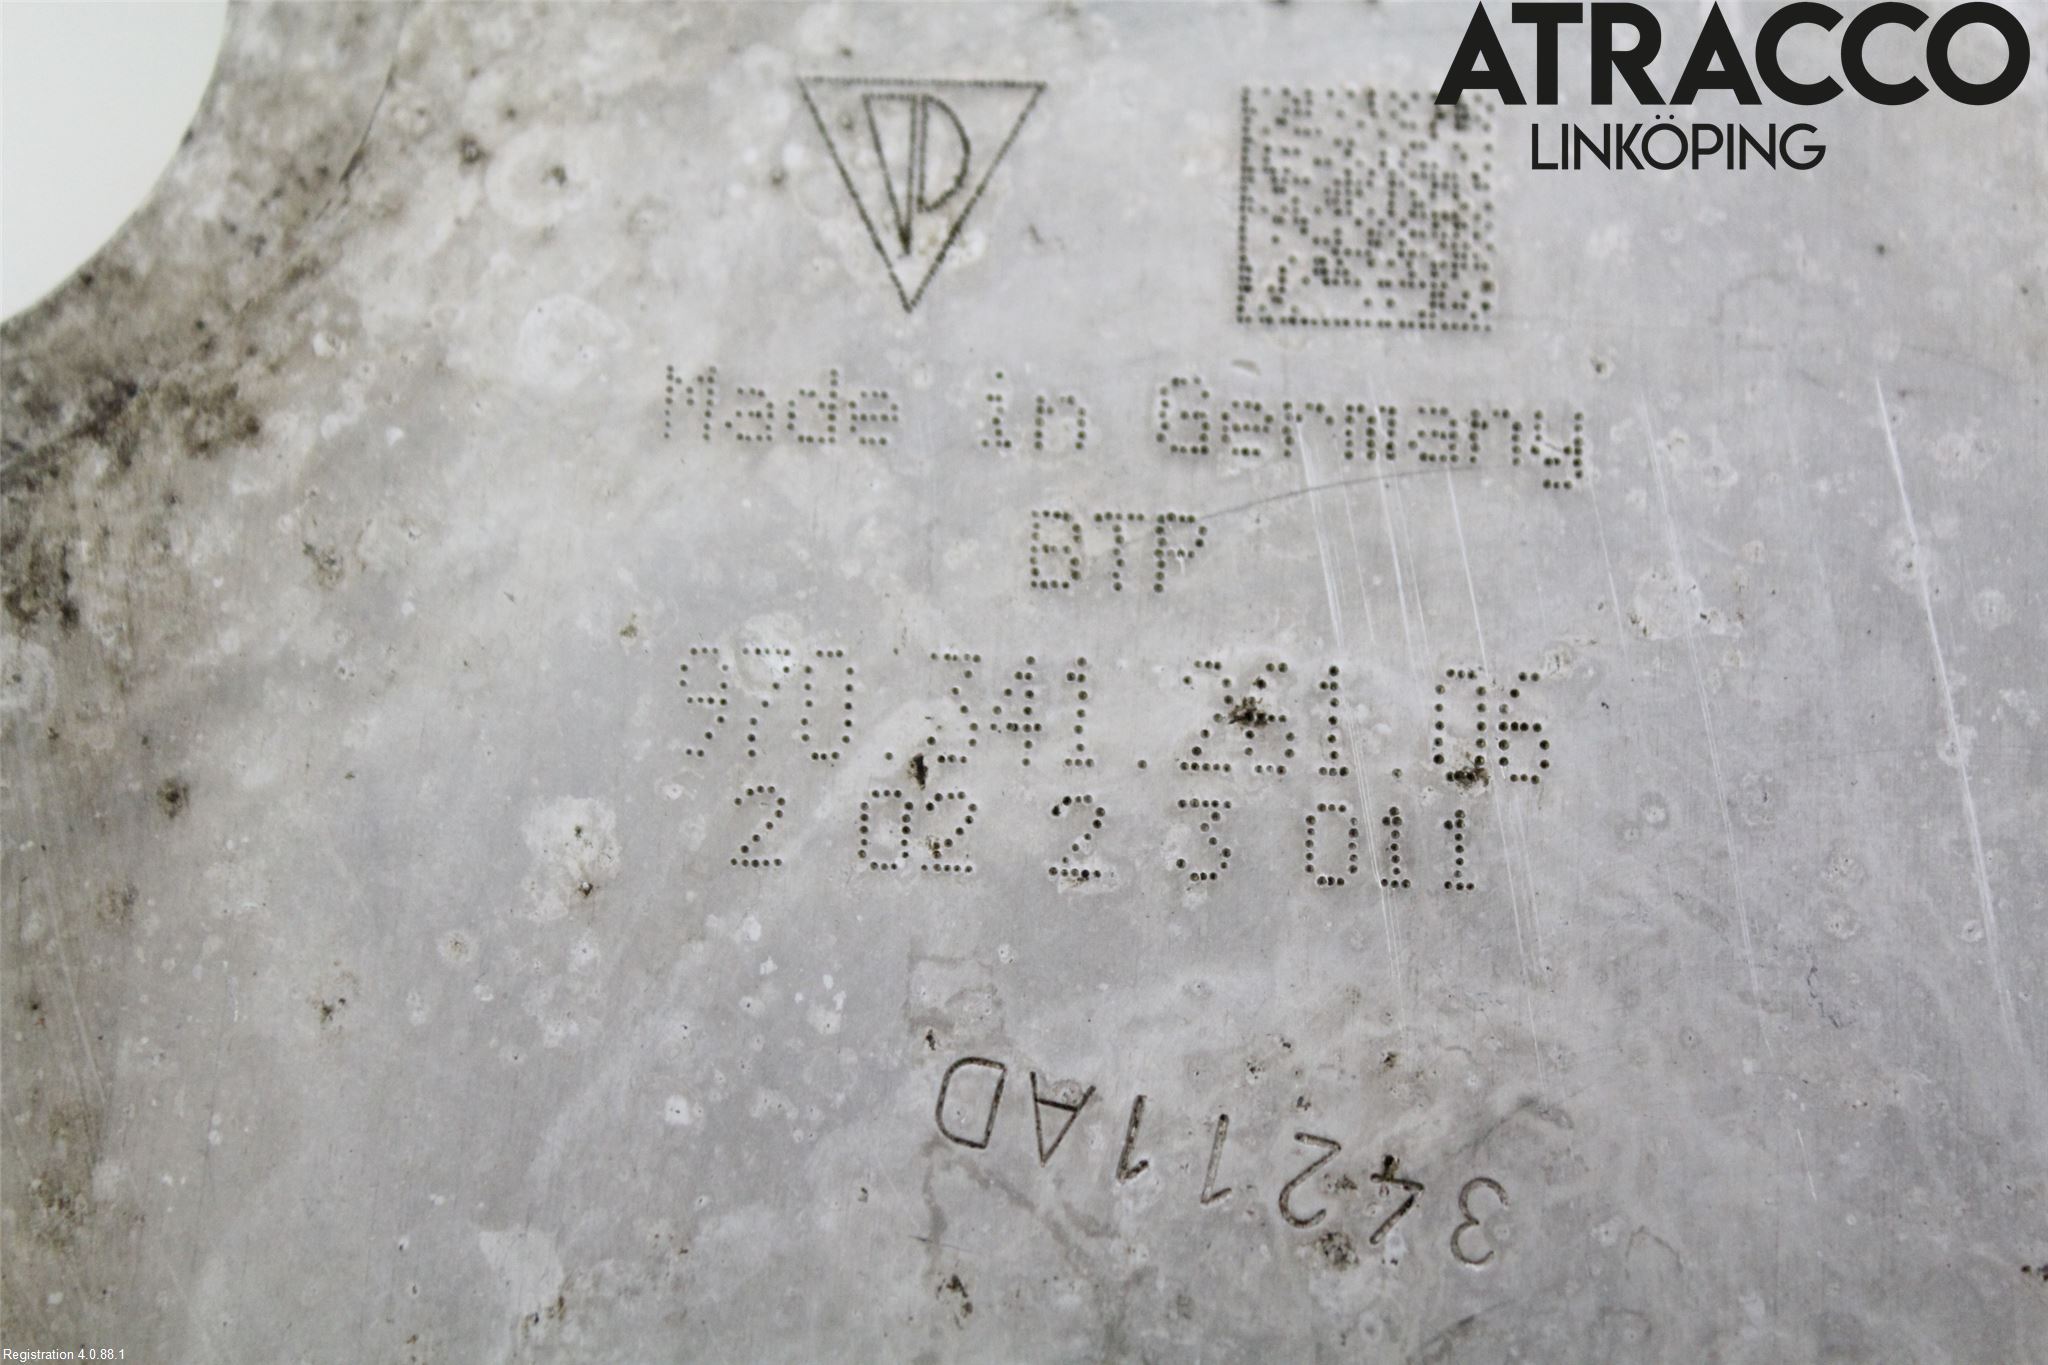 ATRACCO
LINKÖPING
Made in Germany
BTP
970.341.261.06
2 02 2 3 011
34211AD
Registration 4.0.88.1